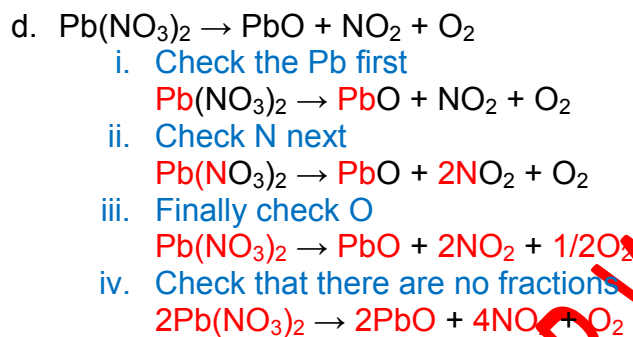 d. Pb(NO₃)₂ → PbO + NO₂ + O₂
i. Check the Pb first
Pb(NO₃)₂ → PbO + NO₂ + O₂
ii. Check N next
Pb(NO₃)₂ → PbO + 2NO₂ + O₂
iii. Finally check O
Pb(NO₃)₂ → PbO + 2NO₂ + 1/2O₂
iv. Check that there are no fractions
2Pb(NO₃)₂ → 2PbO + 4NO₂ + O₂